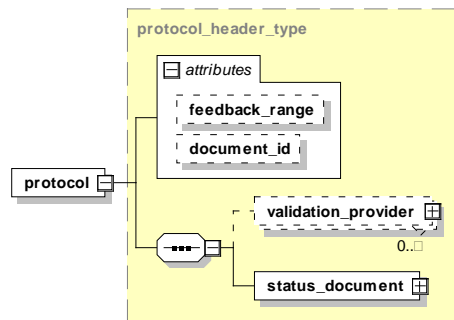 protocol_header_type
attributes
feedback_range
document_id
protocol
validation_provider
0..
status_document